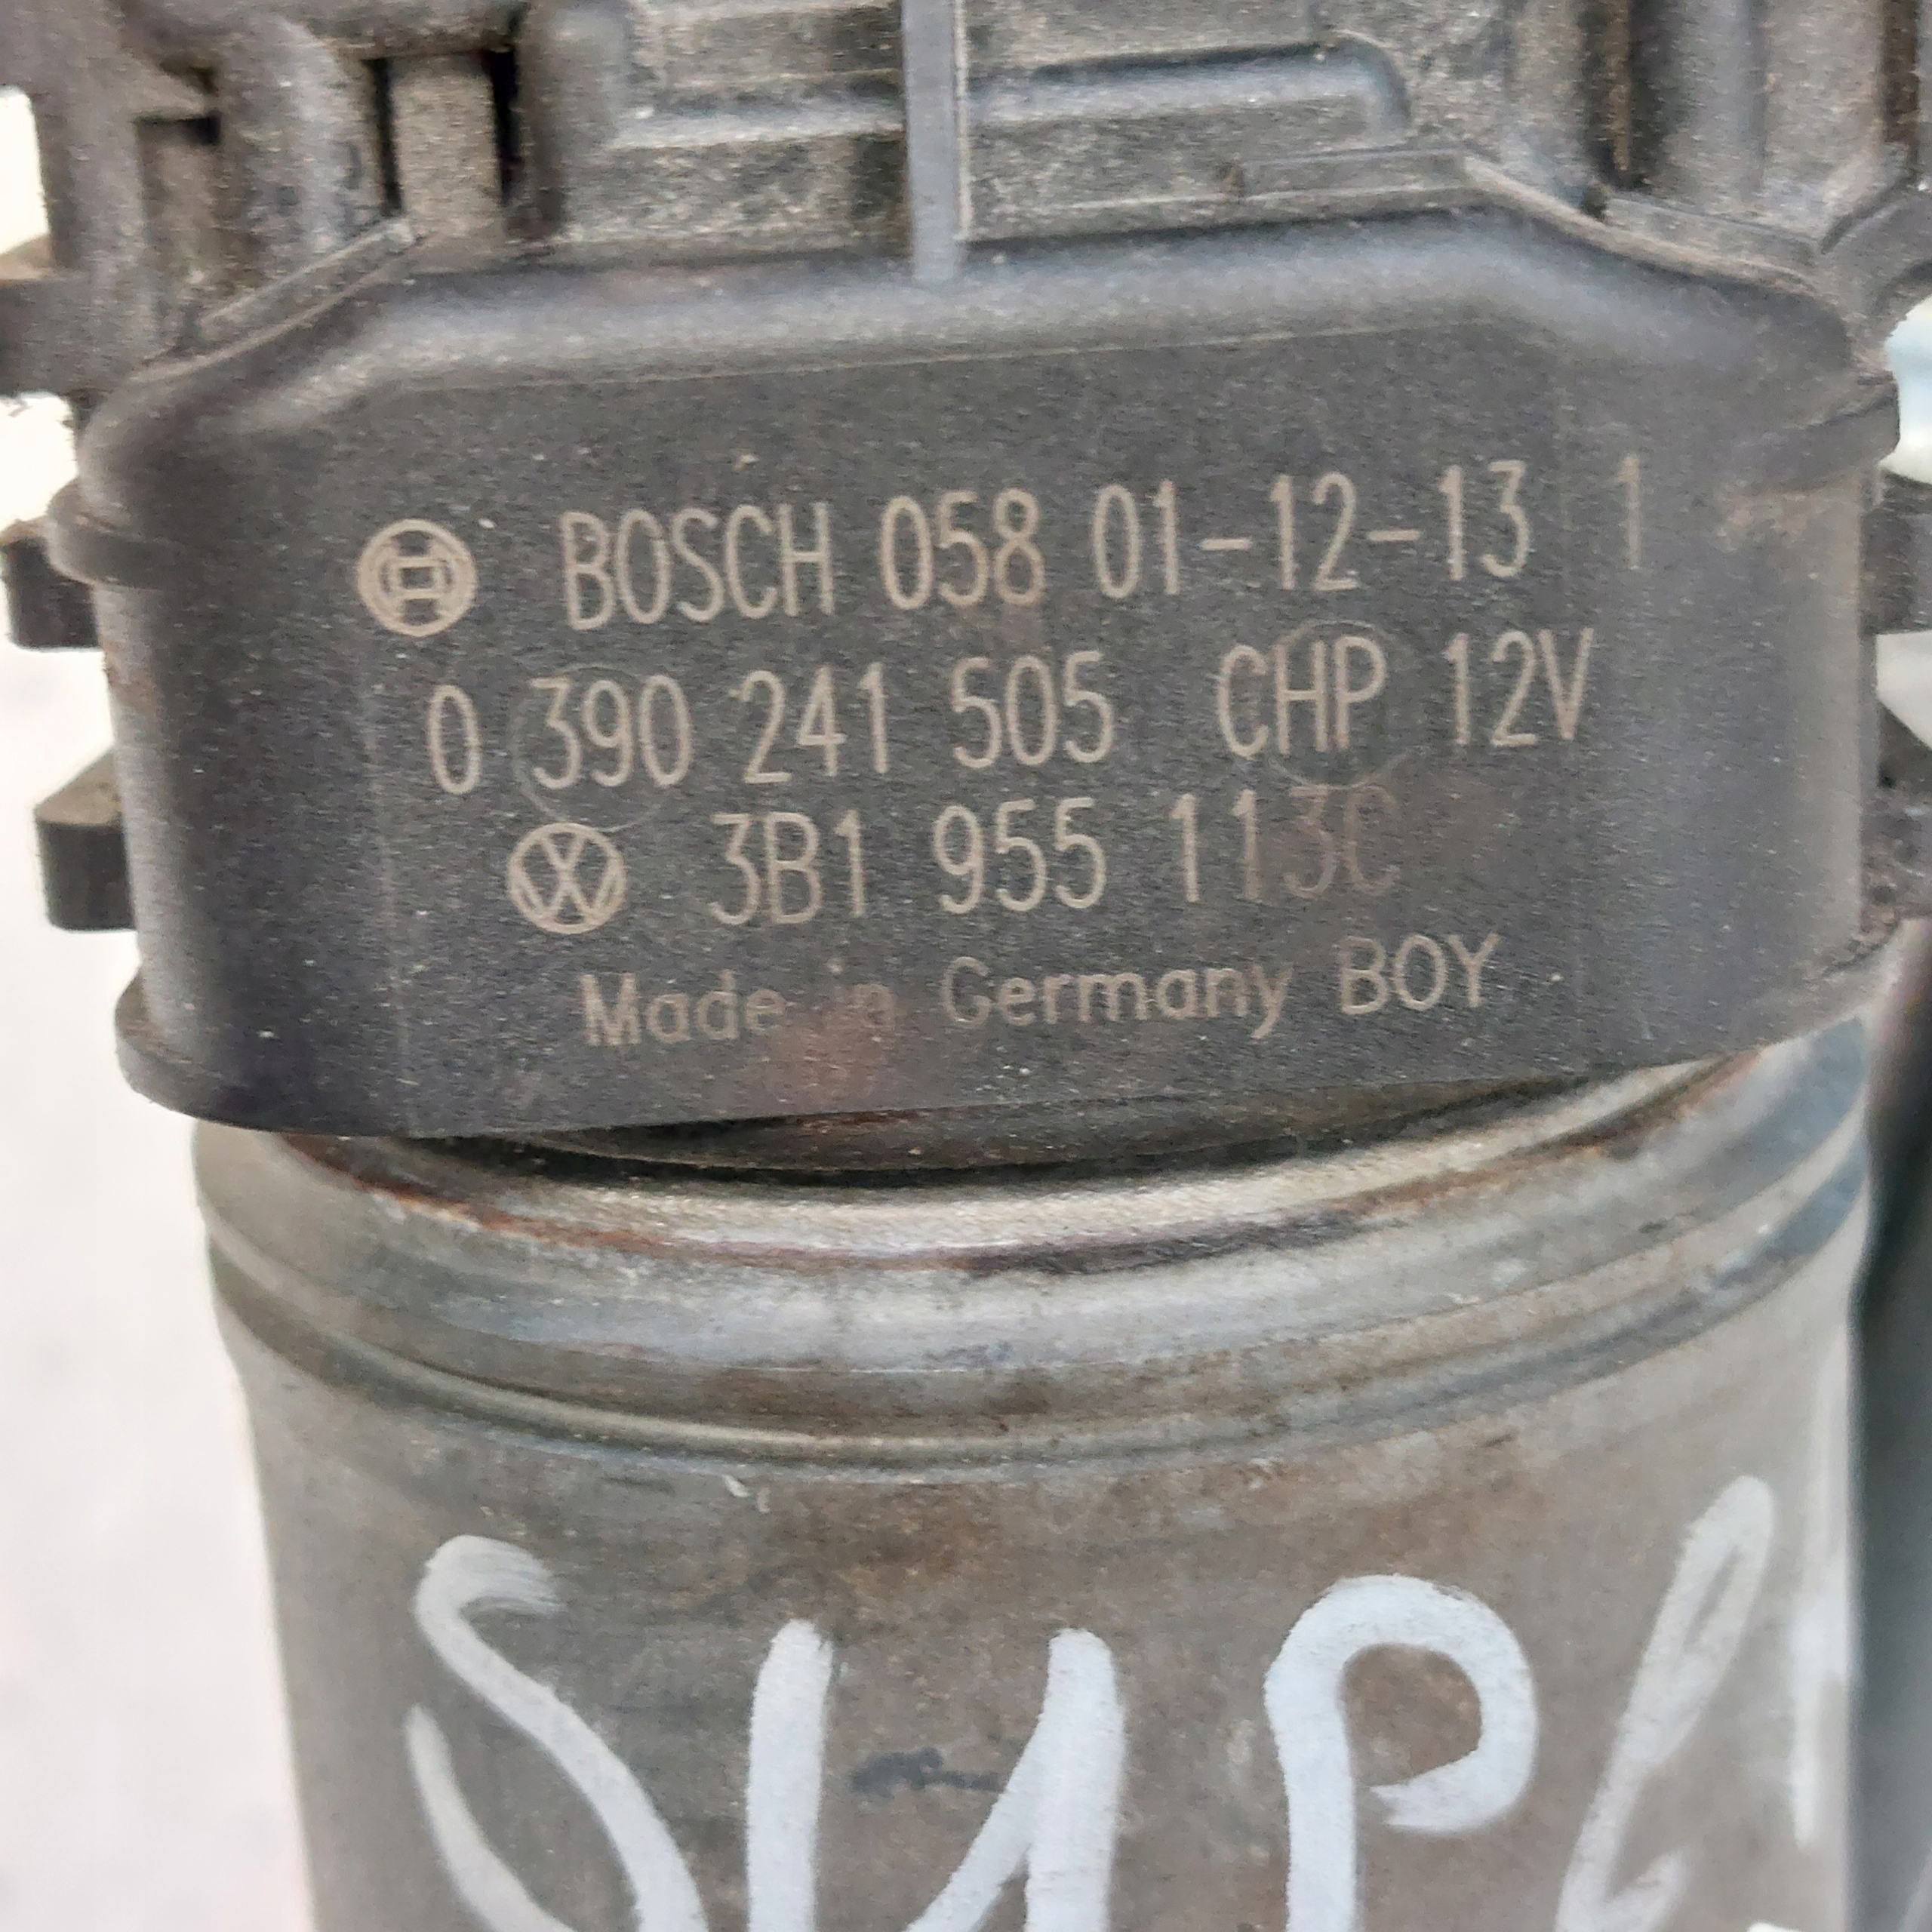 BOSCH 058 01-12-13 1
0 390 241 505 CHP 12V
3B1 955 113C
Made in Germany BOY